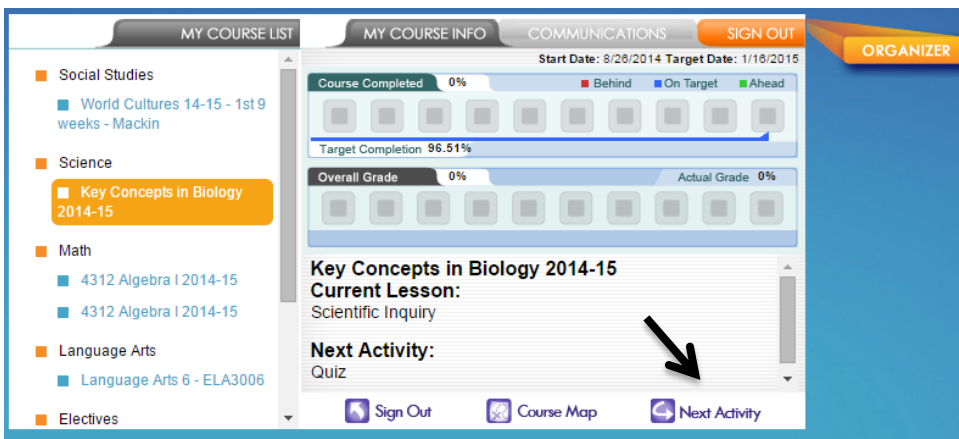 MY COURSE LIST
MY COURSE INFO
COMMUNICATIONS
SIGN OUT
ORGANIZER
Social Studies
World Cultures 14-15 - 1st 9
weeks - Mackin
Science
Key Concepts in Biology
2014-15
Math
4312 Algebra I 2014-15
4312 Algebra I 2014-15
Language Arts
Language Arts 6 - ELA3006
Electives
Start Date: 8/26/2014 Target Date: 1/16/2015
Course Completed 0% Behind On Target Ahead
Target Completion 96.51%
Overall Grade 0% Actual Grade 0%
Key Concepts in Biology 2014-15
Current Lesson:
Scientific Inquiry
Next Activity:
Quiz
Sign Out Course Map Next Activity